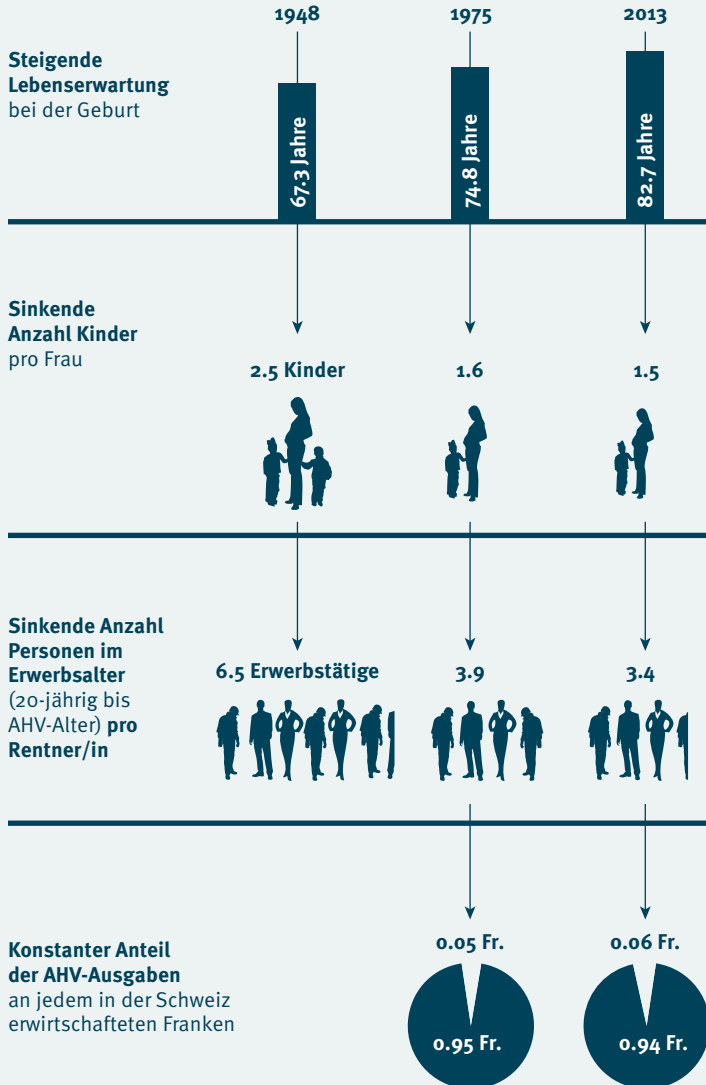 1948 1975 2013
Steigende
Lebenserwartung
bei der Geburt
67.3 Jahre 74.8 Jahre 82.7 Jahre
Sinkende
Anzahl Kinder
pro Frau
2.5 Kinder 1.6 1.5
Sinkende Anzahl
Personen im
Erwerbsalter
(20-jährig bis
AHV-Alter) pro
Rentner/in
6.5 Erwerbstätige 3.9 3.4
Konstanter Anteil
der AHV-Ausgaben
an jedem in der Schweiz
erwirtschafteten Franken
0.05 Fr. 0.06 Fr.
0.95 Fr. 0.94 Fr.